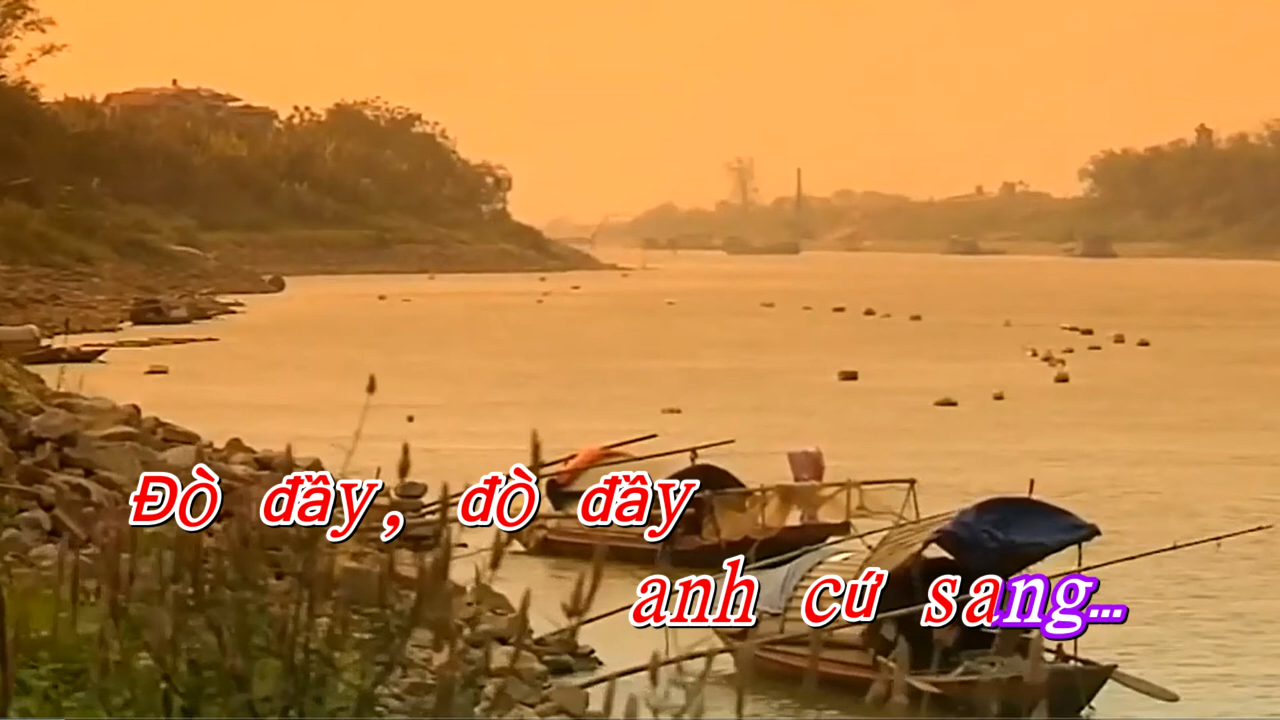 Đò đầy, đò đầy
anh cứ sang...